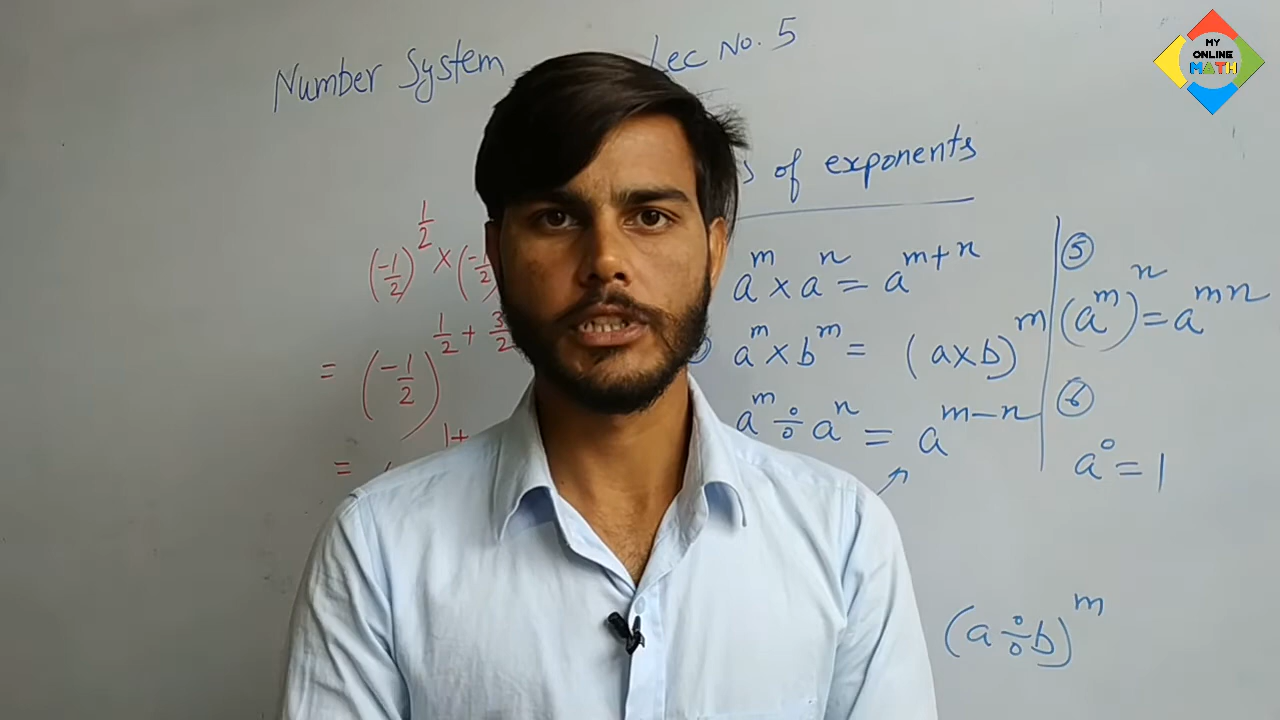 Number System Lec No. 5
MY
ONLINE
MATH
s of exponents
(-1/2)^(1/2) × (-1/2)
= (-1/2)^(1/2 + 3/2)
= 1+
a^m × a^n = a^(m+n)
a^m × b^m = (a×b)^m
a^m ÷ a^n = a^(m-n)
(a÷b)^m
⑤
(a^m)^n = a^(mn)
⑥
a^0 = 1